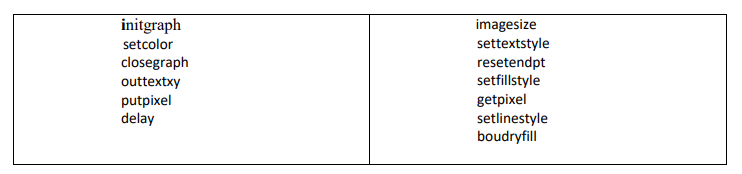 initgraph
setcolor
closegraph
outtextxy
putpixel
delay
imagesize
settextstyle
resetendpt
setfillstyle
getpixel
setlinestyle
boudryfill